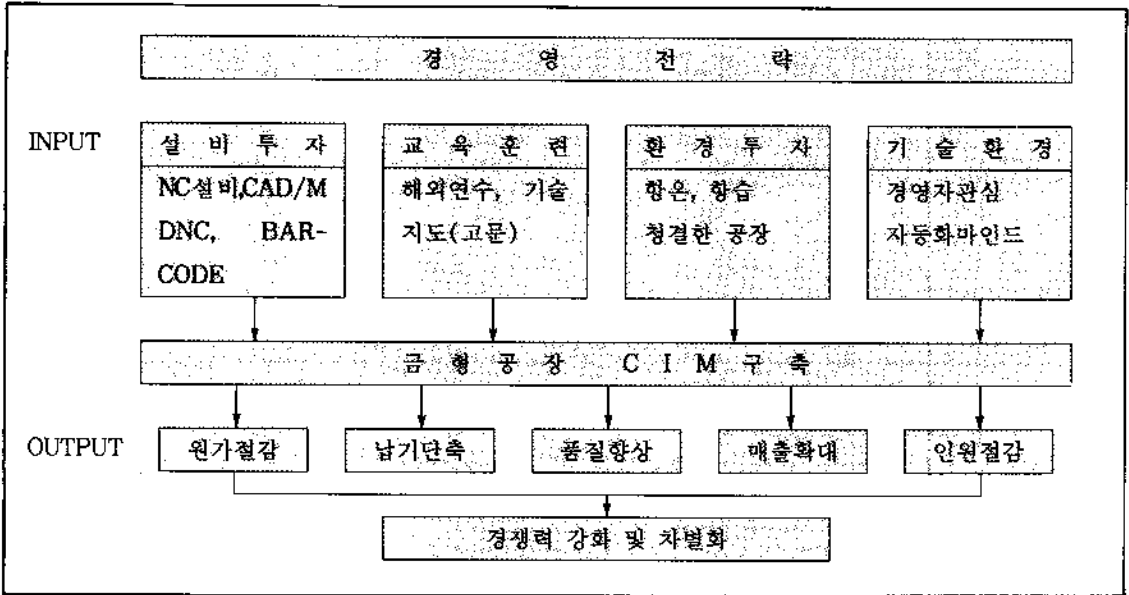 경 영 전 략
INPUT
설 비 투 자
NC설비,CAD/M
DNC, BAR-
CODE
교 육 훈 련
해외연수, 기술
지도(고문)
환 경 투 자
항온, 항습
청결한 공장
기 술 환 경
경영자관심
자동화마인드
금 형 공 장 C I M 구 축
OUTPUT
원가절감
납기단축
품질향상
매출확대
인원절감
경쟁력 강화 및 차별화